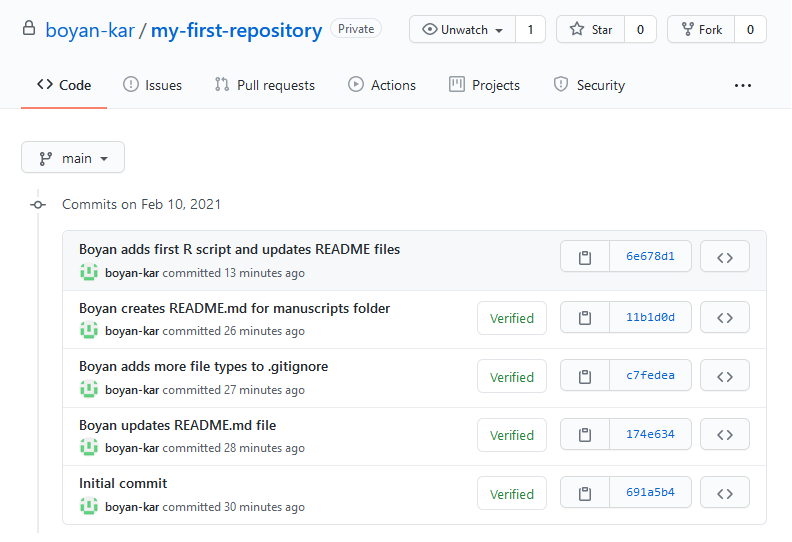 boyan-kar / my-first-repository Private Unwatch 1 Star 0 Fork 0
Code Issues Pull requests Actions Projects Security ...
main
Commits on Feb 10, 2021
Boyan adds first R script and updates README files
boyan-kar committed 13 minutes ago
6e678d1
Boyan creates README.md for manuscripts folder
boyan-kar committed 26 minutes ago
Verified 11b1d0d
Boyan adds more file types to .gitignore
boyan-kar committed 27 minutes ago
Verified c7fedea
Boyan updates README.md file
boyan-kar committed 28 minutes ago
Verified 174e634
Initial commit
boyan-kar committed 30 minutes ago
Verified 691a5b4